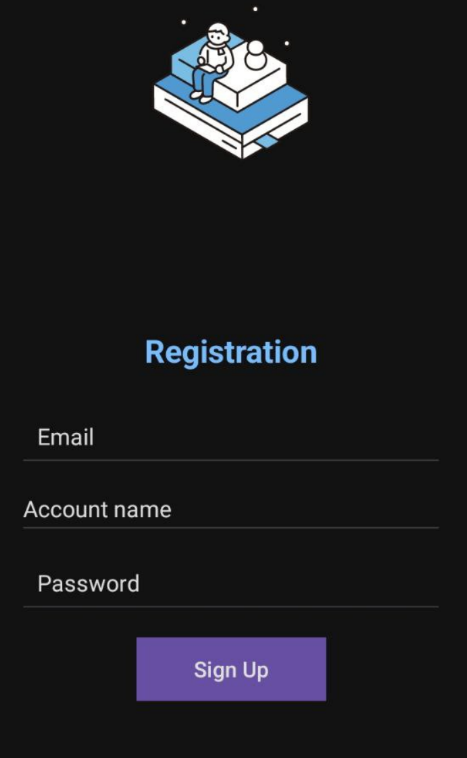 Registration
Email
Account name
Password
Sign Up